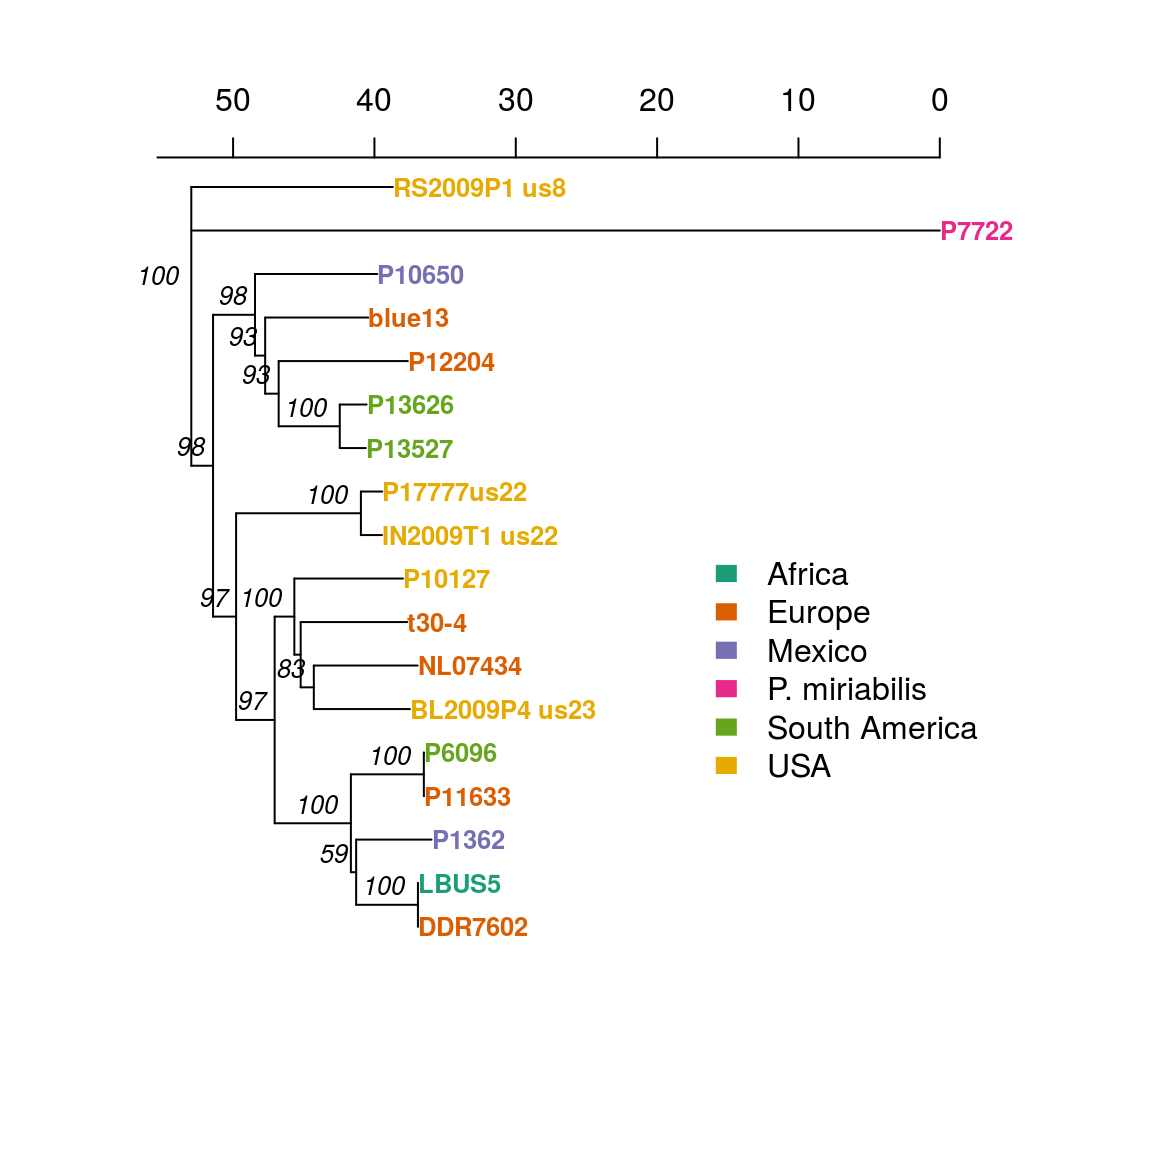 50 40 30 20 10 0
RS2009P1 us8
P7722
100
P10650
98
blue13
93
P12204
93
P13626
100
P13527
98
P17777us22
100
IN2009T1 us22
P10127
97 100
t30-4
NL07434
83
BL2009P4 us23
97
P6096
100
P11633
100
P1362
59
LBUS5
100
DDR7602
Africa
Europe
Mexico
P. miriabilis
South America
USA